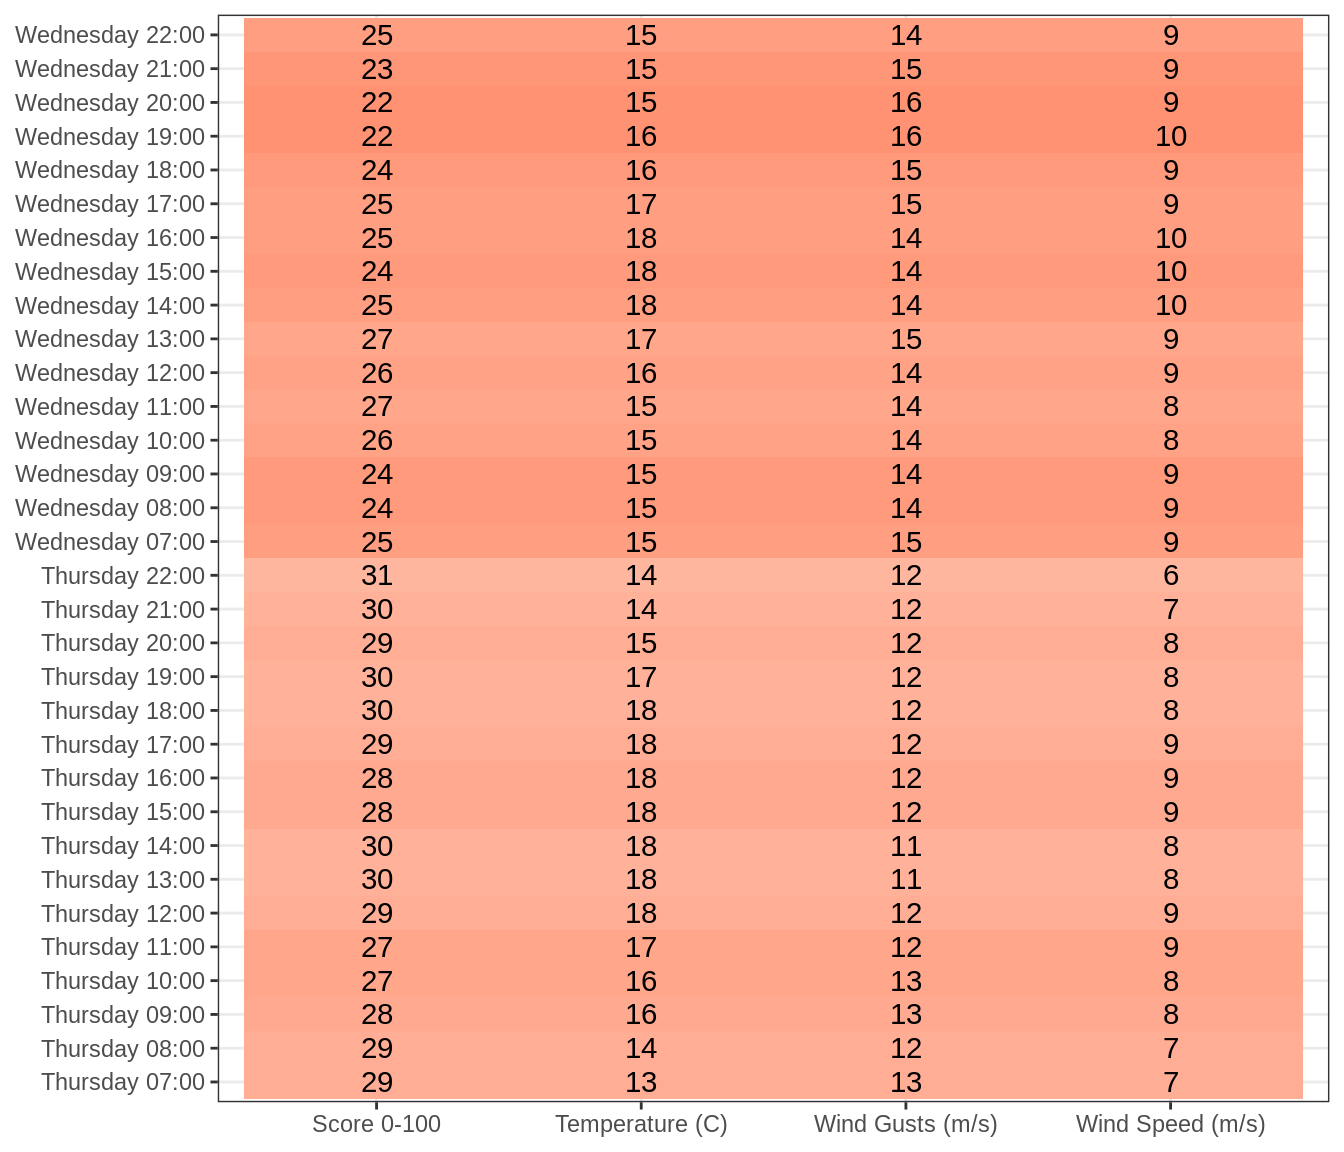 Wednesday 22:00 25 15 14 9
Wednesday 21:00 23 15 15 9
Wednesday 20:00 22 15 16 9
Wednesday 19:00 22 16 16 10
Wednesday 18:00 24 16 15 9
Wednesday 17:00 25 17 15 9
Wednesday 16:00 25 18 14 10
Wednesday 15:00 24 18 14 10
Wednesday 14:00 25 18 14 10
Wednesday 13:00 27 17 15 9
Wednesday 12:00 26 16 14 9
Wednesday 11:00 27 15 14 8
Wednesday 10:00 26 15 14 8
Wednesday 09:00 24 15 14 9
Wednesday 08:00 24 15 14 9
Wednesday 07:00 25 15 15 9
Thursday 22:00 31 14 12 6
Thursday 21:00 30 14 12 7
Thursday 20:00 29 15 12 8
Thursday 19:00 30 17 12 8
Thursday 18:00 30 18 12 8
Thursday 17:00 29 18 12 9
Thursday 16:00 28 18 12 9
Thursday 15:00 28 18 12 9
Thursday 14:00 30 18 11 8
Thursday 13:00 30 18 11 8
Thursday 12:00 29 18 12 9
Thursday 11:00 27 17 12 9
Thursday 10:00 27 16 13 8
Thursday 09:00 28 16 13 8
Thursday 08:00 29 14 12 7
Thursday 07:00 29 13 13 7
Score 0-100 Temperature (C) Wind Gusts (m/s) Wind Speed (m/s)